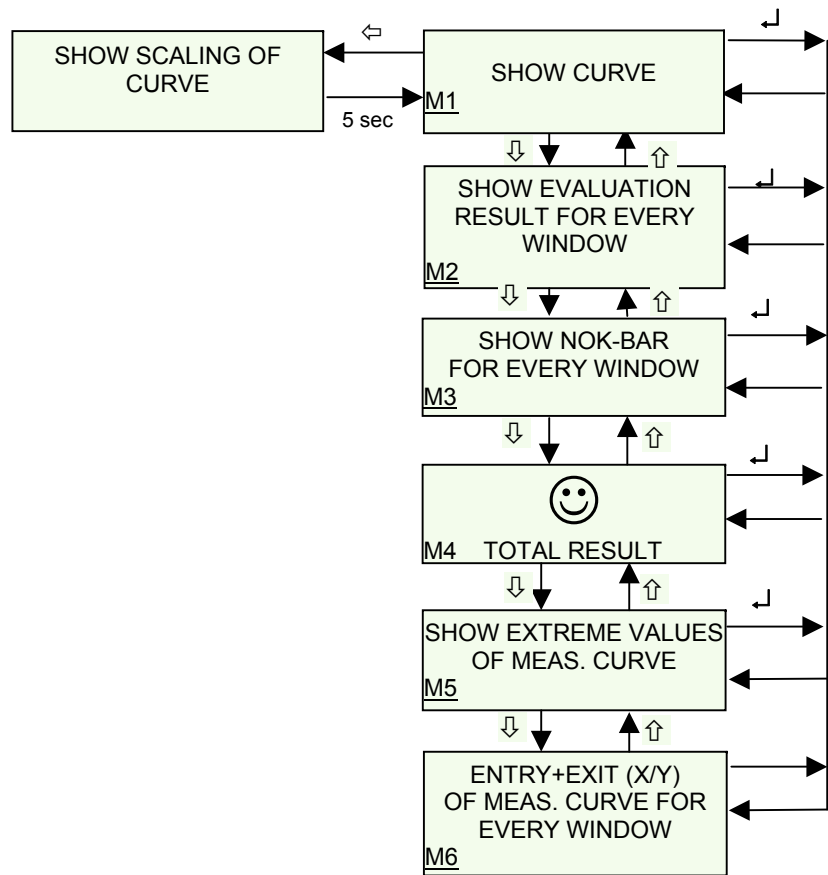 SHOW SCALING OF
CURVE
⇦
5 sec
SHOW CURVE
M1
↵
⇩
⇧
SHOW EVALUATION
RESULT FOR EVERY
WINDOW
M2
↵
⇩
⇧
SHOW NOK-BAR
FOR EVERY WINDOW
M3
↵
⇩
⇧
M4 TOTAL RESULT
↵
⇩
⇧
SHOW EXTREME VALUES
OF MEAS. CURVE
M5
↵
⇩
⇧
ENTRY+EXIT (X/Y)
OF MEAS. CURVE FOR
EVERY WINDOW
M6